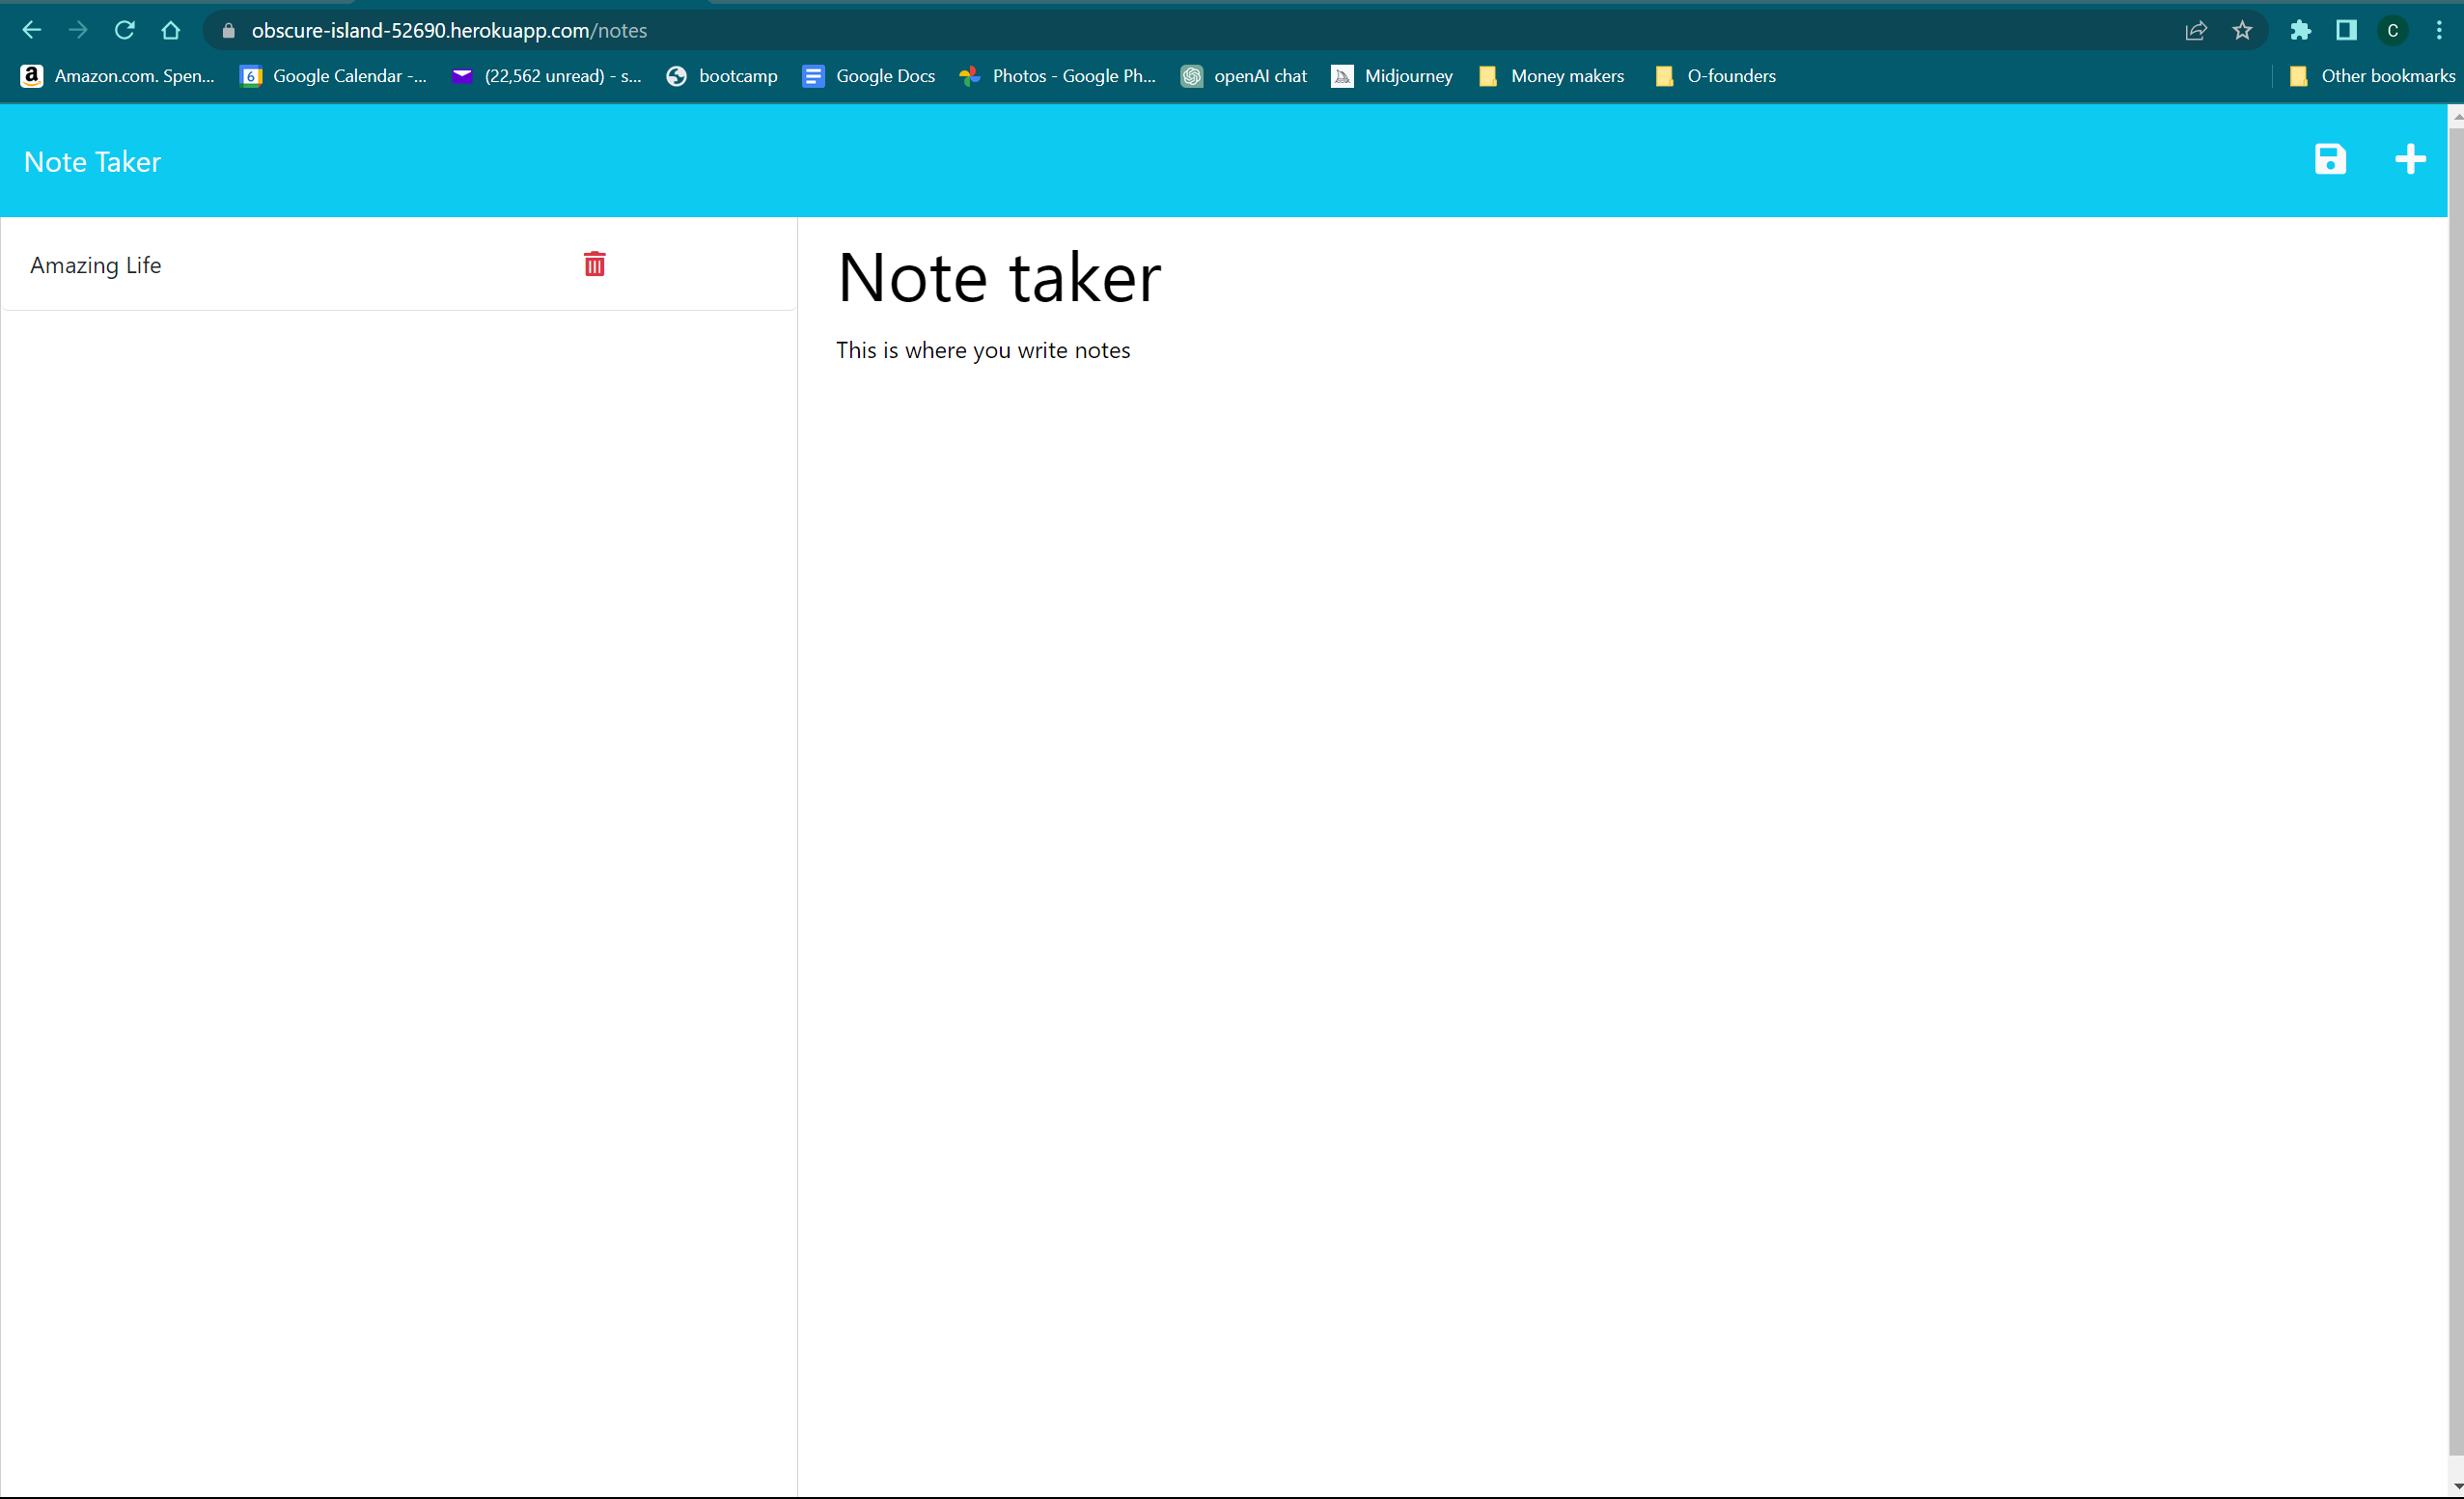 obscure-island-52690.herokuapp.com/notes
C
Amazon.com. Spen... 6 Google Calendar -... (22,562 unread) - s... bootcamp Google Docs Photos - Google Ph... openAI chat Midjourney Money makers O-founders Other bookmarks
Note Taker
Amazing Life
Note taker
This is where you write notes